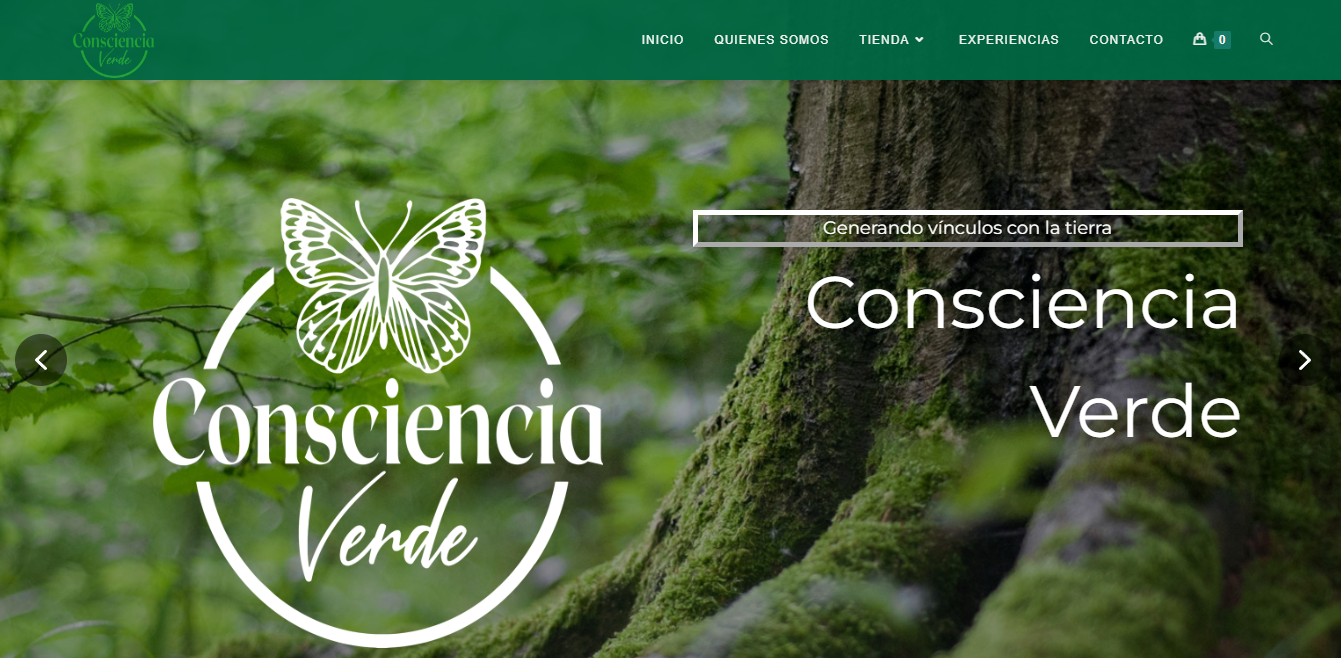 Consciencia
Verde
INICIO
QUIENES SOMOS
TIENDA
EXPERIENCIAS
CONTACTO
0
Generando vínculos con la tierra
Consciencia
Verde
Consciencia
Verde